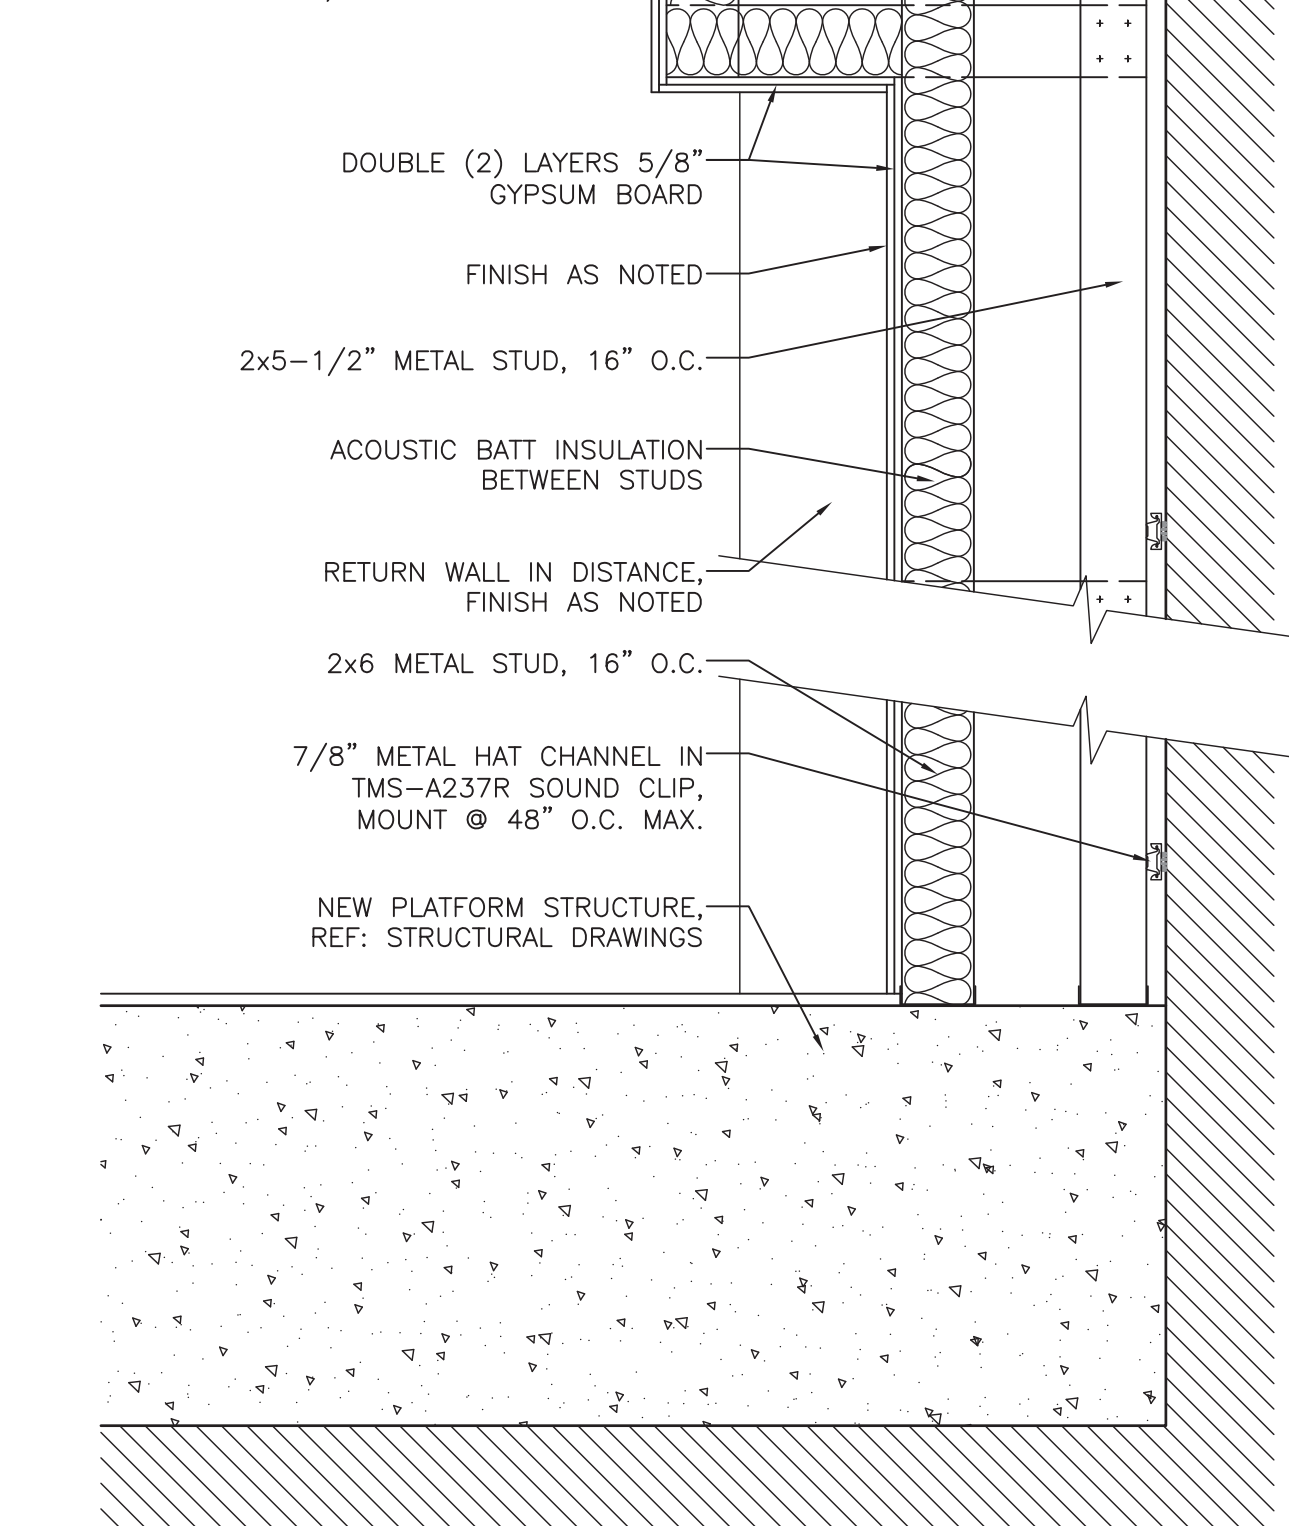 DOUBLE (2) LAYERS 5/8”
GYPSUM BOARD
FINISH AS NOTED
2x5–1/2” METAL STUD, 16” O.C.
ACOUSTIC BATT INSULATION
BETWEEN STUDS
RETURN WALL IN DISTANCE,
FINISH AS NOTED
2x6 METAL STUD, 16” O.C.
7/8” METAL HAT CHANNEL IN
TMS–A237R SOUND CLIP,
MOUNT @ 48” O.C. MAX.
NEW PLATFORM STRUCTURE,
REF: STRUCTURAL DRAWINGS